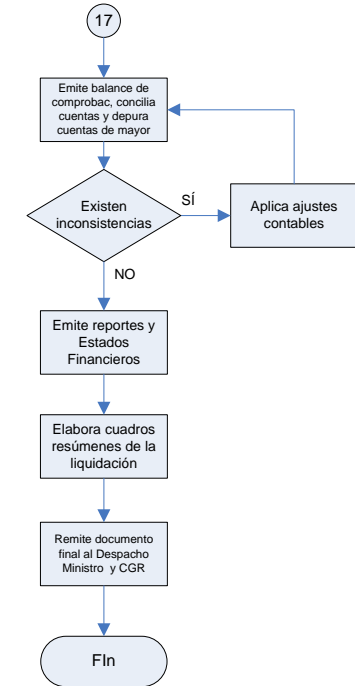 17
Emite balance de
comprobac, concilia
cuentas y depura
cuentas de mayor
Existen
inconsistencias
SÍ
Aplica ajustes
contables
NO
Emite reportes y
Estados
Financieros
Elabora cuadros
resúmenes de la
liquidación
Remite documento
final al Despacho
Ministro y CGR
FIn